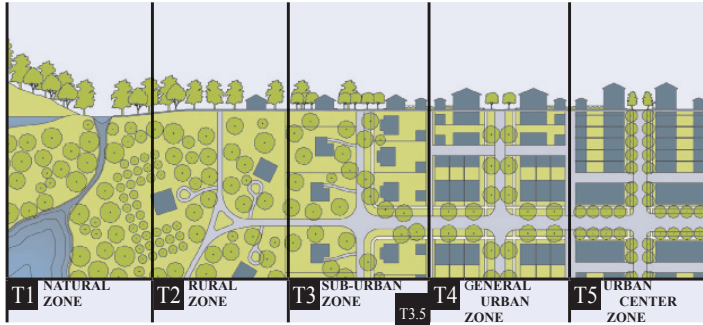 T1 NATURAL
ZONE
T2 RURAL
ZONE
T3 SUB-URBAN
ZONE
T3.5
T4 GENERAL
URBAN
ZONE
T5 URBAN
CENTER
ZONE